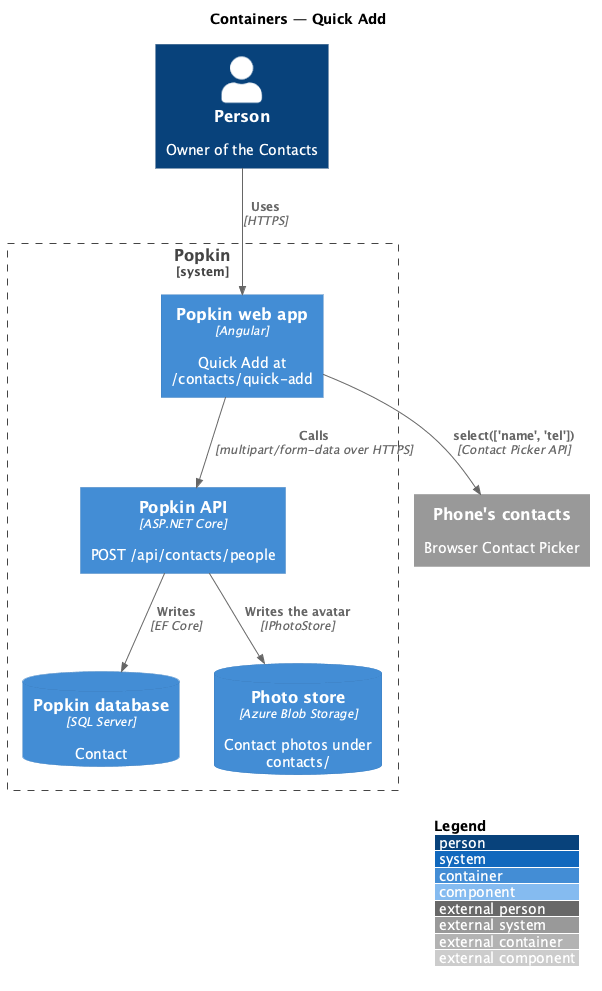 Containers — Quick Add
Person
Owner of the Contacts
Uses
[HTTPS]
Popkin
[system]
Popkin web app
[Angular]
Quick Add at
/contacts/quick-add
Calls
[multipart/form-data over HTTPS]
select(['name', 'tel'])
[Contact Picker API]
Popkin API
[ASP.NET Core]
POST /api/contacts/people
Phone's contacts
Browser Contact Picker
Writes
[EF Core]
Writes the avatar
[IPhotoStore]
Popkin database
[SQL Server]
Contact
Photo store
[Azure Blob Storage]
Contact photos under
contacts/
Legend
person
system
container
component
external person
external system
external container
external component